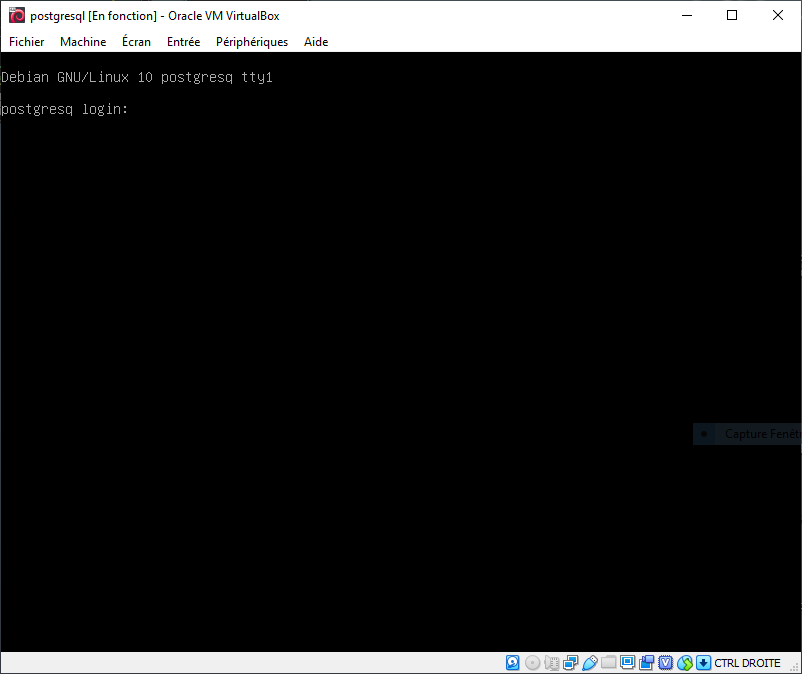 postgresql [En fonction] - Oracle VM VirtualBox
Fichier Machine Écran Entrée Périphériques Aide
Debian GNU/Linux 10 postgresq tty1
postgresq login:
Capture Fenêt
CTRL DROITE